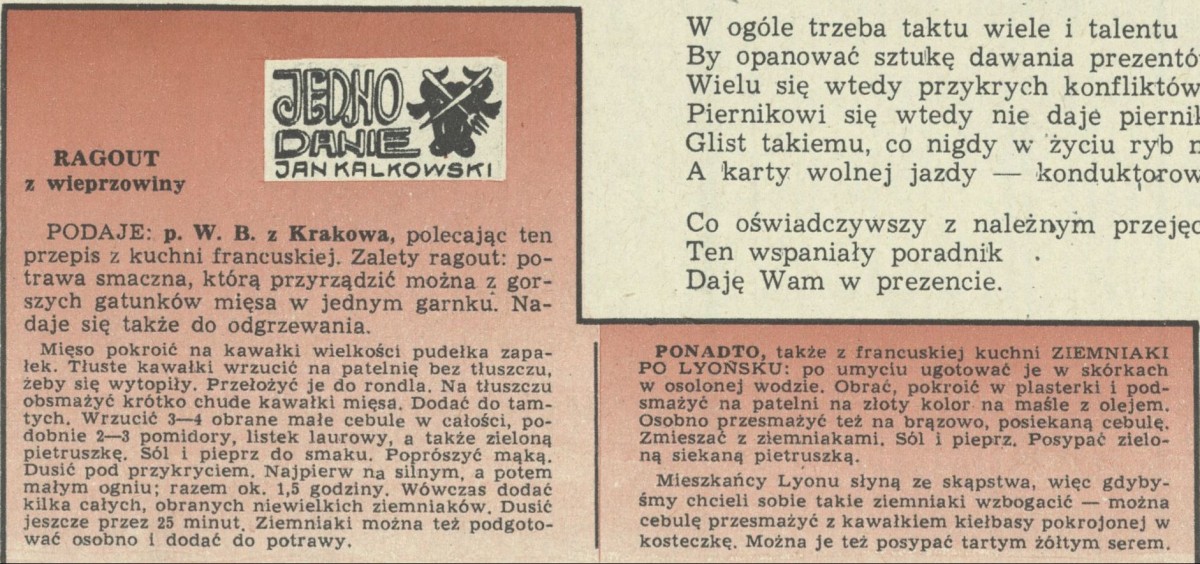 JEDNO
DANIE
JAN KALKOWSKI
RAGOUT
z wieprzowiny
PODAJE: p. W. B. z Krakowa, polecając ten
przepis z kuchni francuskiej. Zalety ragout: po-
trawa smaczna, którą przyrządzić można z gor-
szych gatunków mięsa w jednym garnku. Na-
daje się także do odgrzewania.
Mięso pokroić na kawałki wielkości pudełka zapa-
łek. Tłuste kawałki wrzucić na patelnię bez tłuszczu,
żeby się wytopiły. Przełożyć je do rondla. Na tłuszczu
obsmażyć krótko chude kawałki mięsa. Dodać do tam-
tych. Wrzucić 3—4 obrane małe cebule w całości, po-
dobnie 2—3 pomidory, listek laurowy, a także zieloną
pietruszkę. Sól i pieprz do smaku. Poprószyć mąką.
Dusić pod przykryciem. Najpierw na silnym, a potem
małym ogniu; razem ok. 1,5 godziny. Wówczas dodać
kilka całych, obranych niewielkich ziemniaków. Dusić
jeszcze przez 25 minut. Ziemniaki można też podgoto-
wać osobno i dodać do potrawy.
W ogóle trzeba taktu wiele i talentu
By opanować sztukę dawania prezentó
Wielu się wtedy przykrych konfliktów
Piernikowi się wtedy nie daje piernik
Glist takiemu, co nigdy w życiu ryb
A karty wolnej jazdy — konduktorow
Co oświadczywszy z należnym przejęc
Ten wspaniały poradnik
Daję Wam w prezencie.
PONADTO, także z francuskiej kuchni ZIEMNIAKI
PO LYOŃSKU: po umyciu ugotować je w skórkach
w osolonej wodzie. Obrać, pokroić w plasterki i pod-
smażyć na patelni na złoty kolor na maśle z olejem.
Osobno przesmażyć też na brązowo, posiekaną cebulę.
Zmieszać z ziemniakami. Sól i pieprz. Posypać zielo-
ną siekaną pietruszką.
Mieszkańcy Lyonu słyną ze skąpstwa, więc gdyby-
śmy chcieli sobie takie ziemniaki wzbogacić — można
cebulę przesmażyć z kawałkiem kiełbasy pokrojonej w
kosteczkę. Można je też posypać tartym żółtym serem.